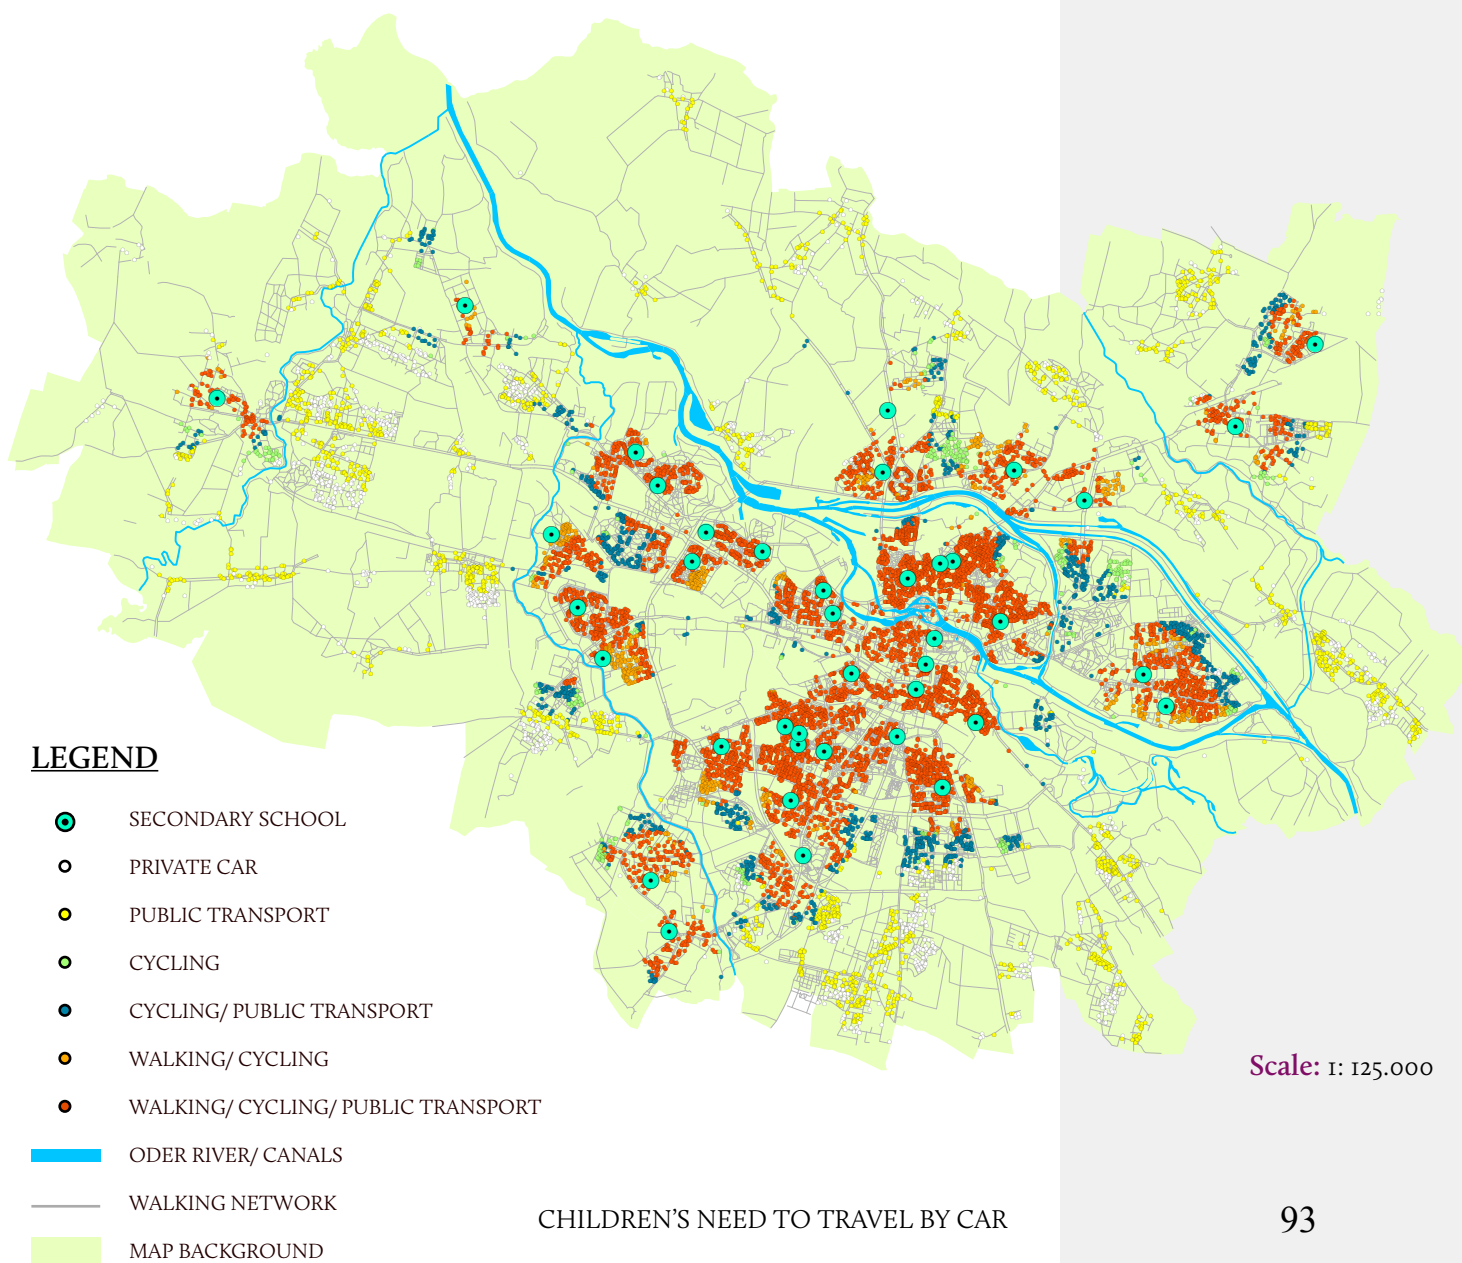 LEGEND
SECONDARY SCHOOL
PRIVATE CAR
PUBLIC TRANSPORT
CYCLING
CYCLING/ PUBLIC TRANSPORT
WALKING/ CYCLING
WALKING/ CYCLING/ PUBLIC TRANSPORT
ODER RIVER/ CANALS
WALKING NETWORK
MAP BACKGROUND
Scale: 1: 125.000
CHILDREN'S NEED TO TRAVEL BY CAR
93